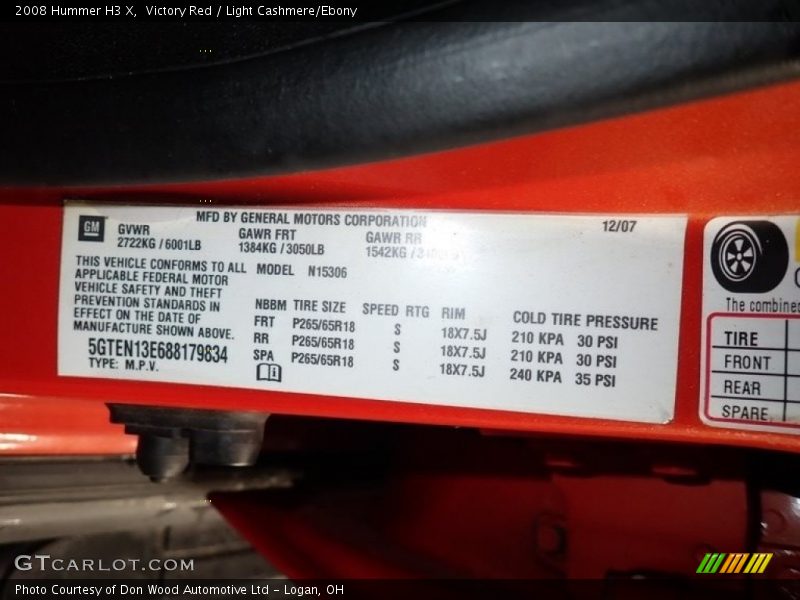 2008 Hummer H3 X, Victory Red / Light Cashmere/Ebony
GM
MFD BY GENERAL MOTORS CORPORATION
12/07
GVWR GAWR FRT GAWR RR
2722KG / 6001LB 1384KG / 3050LB 1542KG
THIS VEHICLE CONFORMS TO ALL MODEL N15306
APPLICABLE FEDERAL MOTOR
VEHICLE SAFETY AND THEFT
PREVENTION STANDARDS IN
EFFECT ON THE DATE OF
MANUFACTURE SHOWN ABOVE.
5GTEN13E688179834
TYPE: M.P.V.
NBBM TIRE SIZE SPEED RTG RIM COLD TIRE PRESSURE
FRT P265/65R18 S 18X7.5J 210 KPA 30 PSI
RR P265/65R18 S 18X7.5J 210 KPA 30 PSI
SPA P265/65R18 S 18X7.5J 240 KPA 35 PSI
The combined
TIRE
FRONT
REAR
SPARE
GTCARLOT.COM
Photo Courtesy of Don Wood Automotive Ltd - Logan, OH